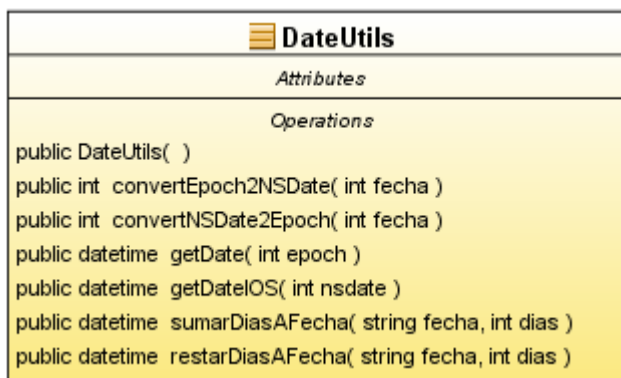 DateUtils
Attributes
Operations
public DateUtils( )
public int convertEpoch2NSDate( int fecha )
public int convertNSDate2Epoch( int fecha )
public datetime getDate( int epoch )
public datetime getDateIOS( int nsdate )
public datetime sumarDiasAFecha( string fecha, int dias )
public datetime restarDiasAFecha( string fecha, int dias )